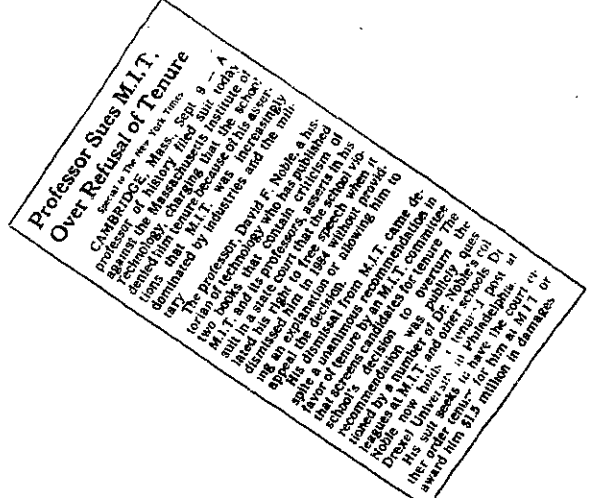 Professor Sues M.I.T.
Over Refusal of Tenure
Special to The New York Times
CAMBRIDGE, Mass., Sept 9 — A
professor of history filed suit today
against the Massachusetts Institute of
Technology, charging that the school
denied him tenure because of his asser-
tions that M.I.T. was increasingly
dominated by industries and the mili-
tary
The professor, David F. Noble, a his-
torian of technology who has published
two books that contain criticism of
M.I.T and its professors, asserts in his
suit in a state court that the school vio-
lated his right to free speech when it
dismissed him in 1984 without provid-
ing an explanation or allowing him to
appeal the decision.
His dismissal from M.I.T. came de-
spite a unanimous recommendation in
favor of tenure by an M.I.T. committee
that screens candidates for tenure The
school's decision to overturn the
recommendation was publicly ques
tioned by a number of Dr. Noble's col
leagues at M.I.T and other schools Dr
Noble now holds a tenured post at
Drexel University in Philadelphia.
His suit seeks to have the court ei-
ther order tenure for him at M I T or
award him $1.5 million in damages